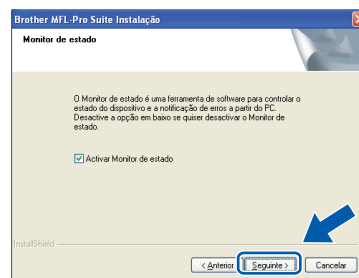 Brother MFL-Pro Suite Instalação
Monitor de estado
O Monitor de estado é uma ferramenta de software para controlar o
estado do dispositivo e a notificação de erros a partir do PC.
Desactive a opção em baixo se quiser desactivar o Monitor de
estado.
Activar Monitor de estado
InstallShield
< Anterior
Seguinte >
Cancelar